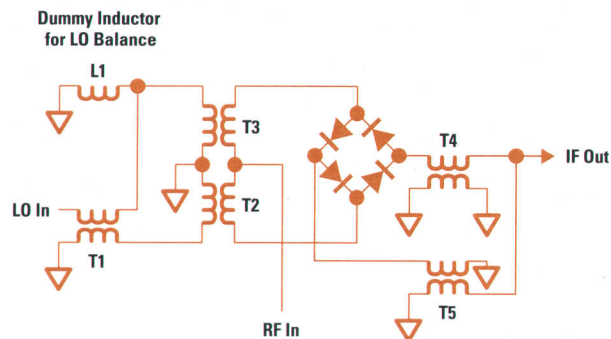 Dummy Inductor
for LO Balance
L1
T3
T4
IF Out
LO In
T2
T1
T5
RF In